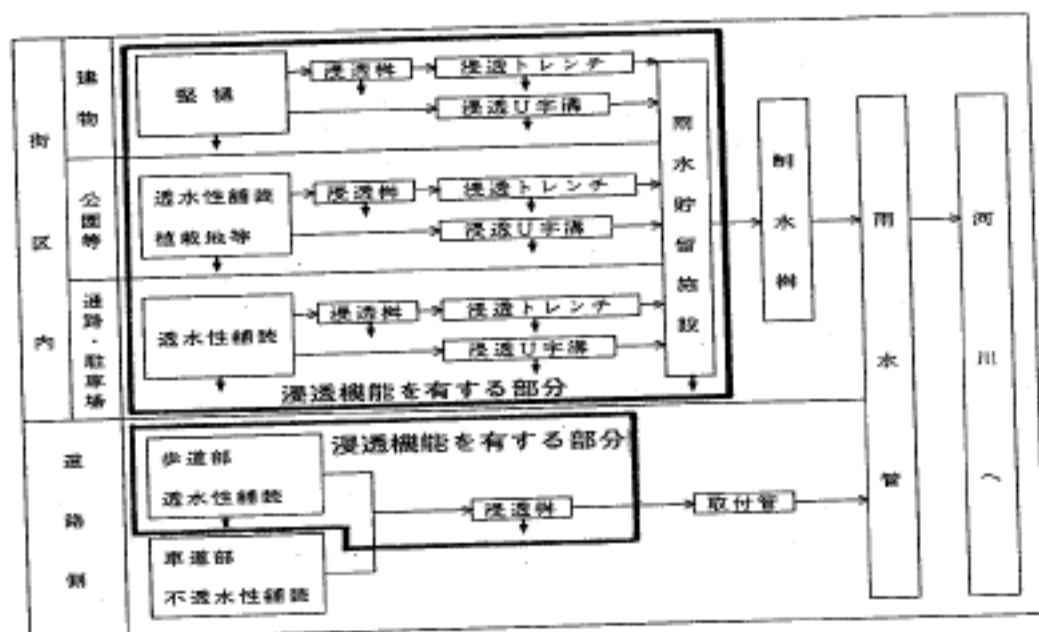 街区内
建物
浸透桝
浸透トレンチ
浸透U字溝
公園等
透水性舗装
植栽地等
浸透桝
浸透トレンチ
浸透U字溝
通路・駐車場
透水性舗装
浸透桝
浸透トレンチ
浸透U字溝
浸透機能を有する部分
雨水貯留施設
制水桝
雨水管
河川へ
道路側
浸透機能を有する部分
歩道部
透水性舗装
車道部
不透水性舗装
浸透桝
取付管